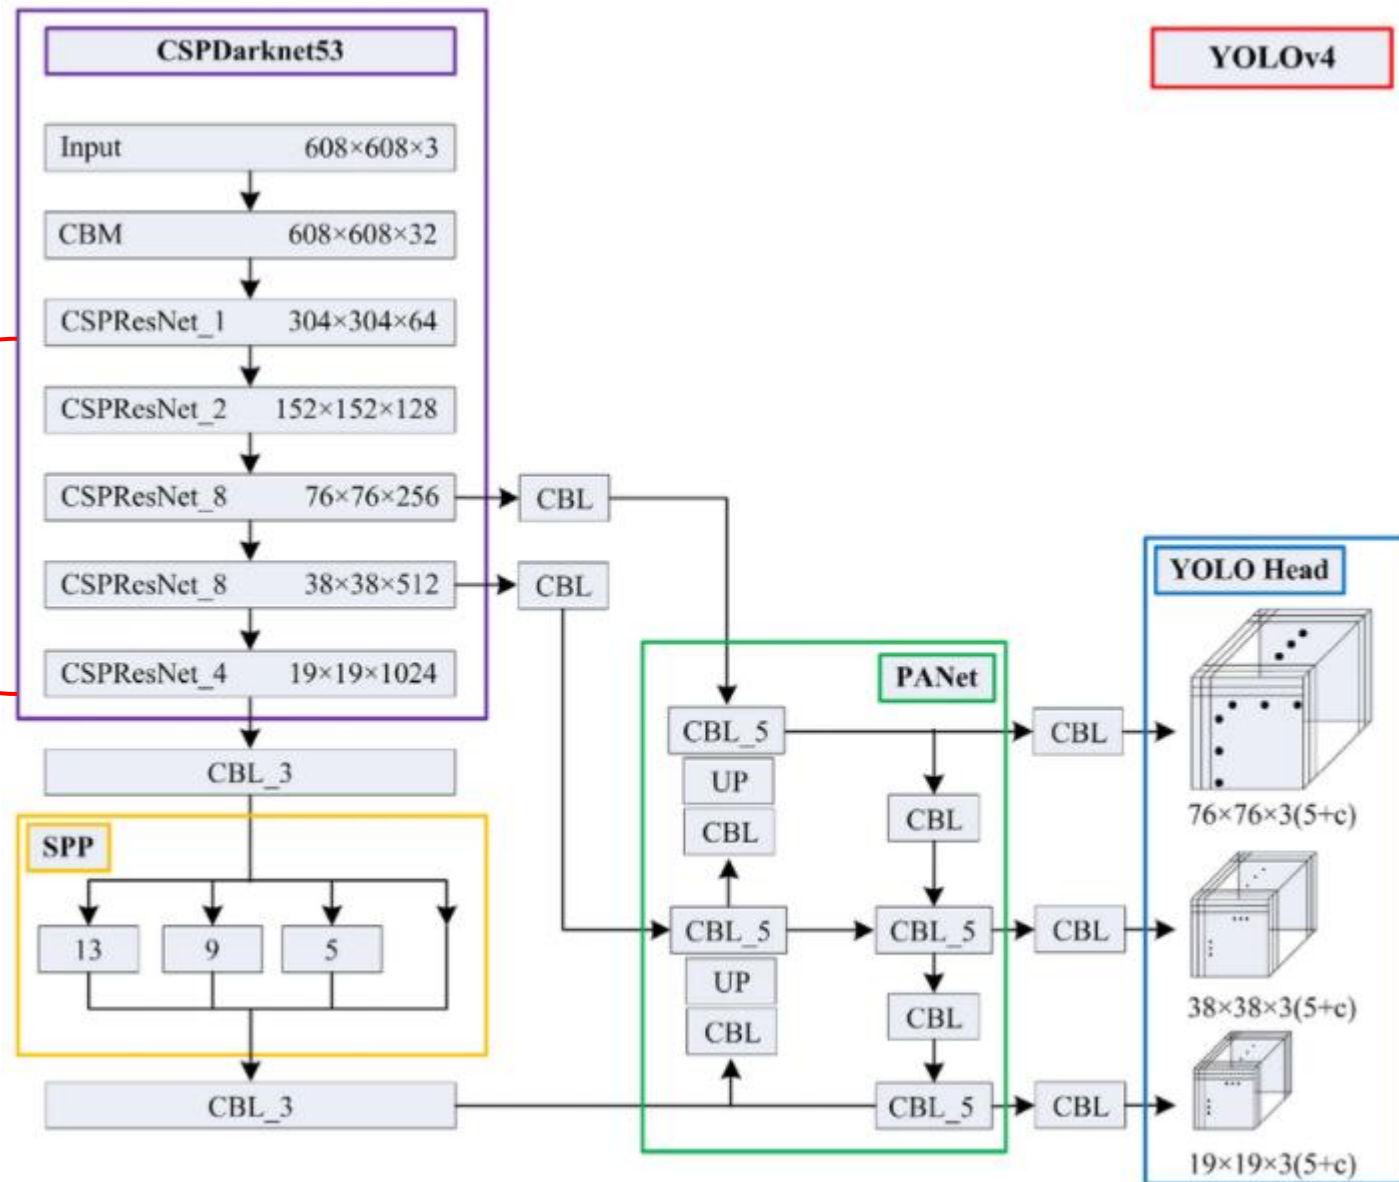 CSPDarknet53
YOLOv4
Input 608×608×3
CBM 608×608×32
CSPResNet_1 304×304×64
CSPResNet_2 152×152×128
CSPResNet_8 76×76×256
CBL
CSPResNet_8 38×38×512
CBL
CSPResNet_4 19×19×1024
CBL_3
SPP
13 9 5
CBL_3
PANet
CBL_5
UP
CBL
CBL
CBL_5
CBL_5
UP
CBL
CBL
CBL_5
CBL
CBL
CBL
YOLO Head
76×76×3(5+c)
38×38×3(5+c)
19×19×3(5+c)